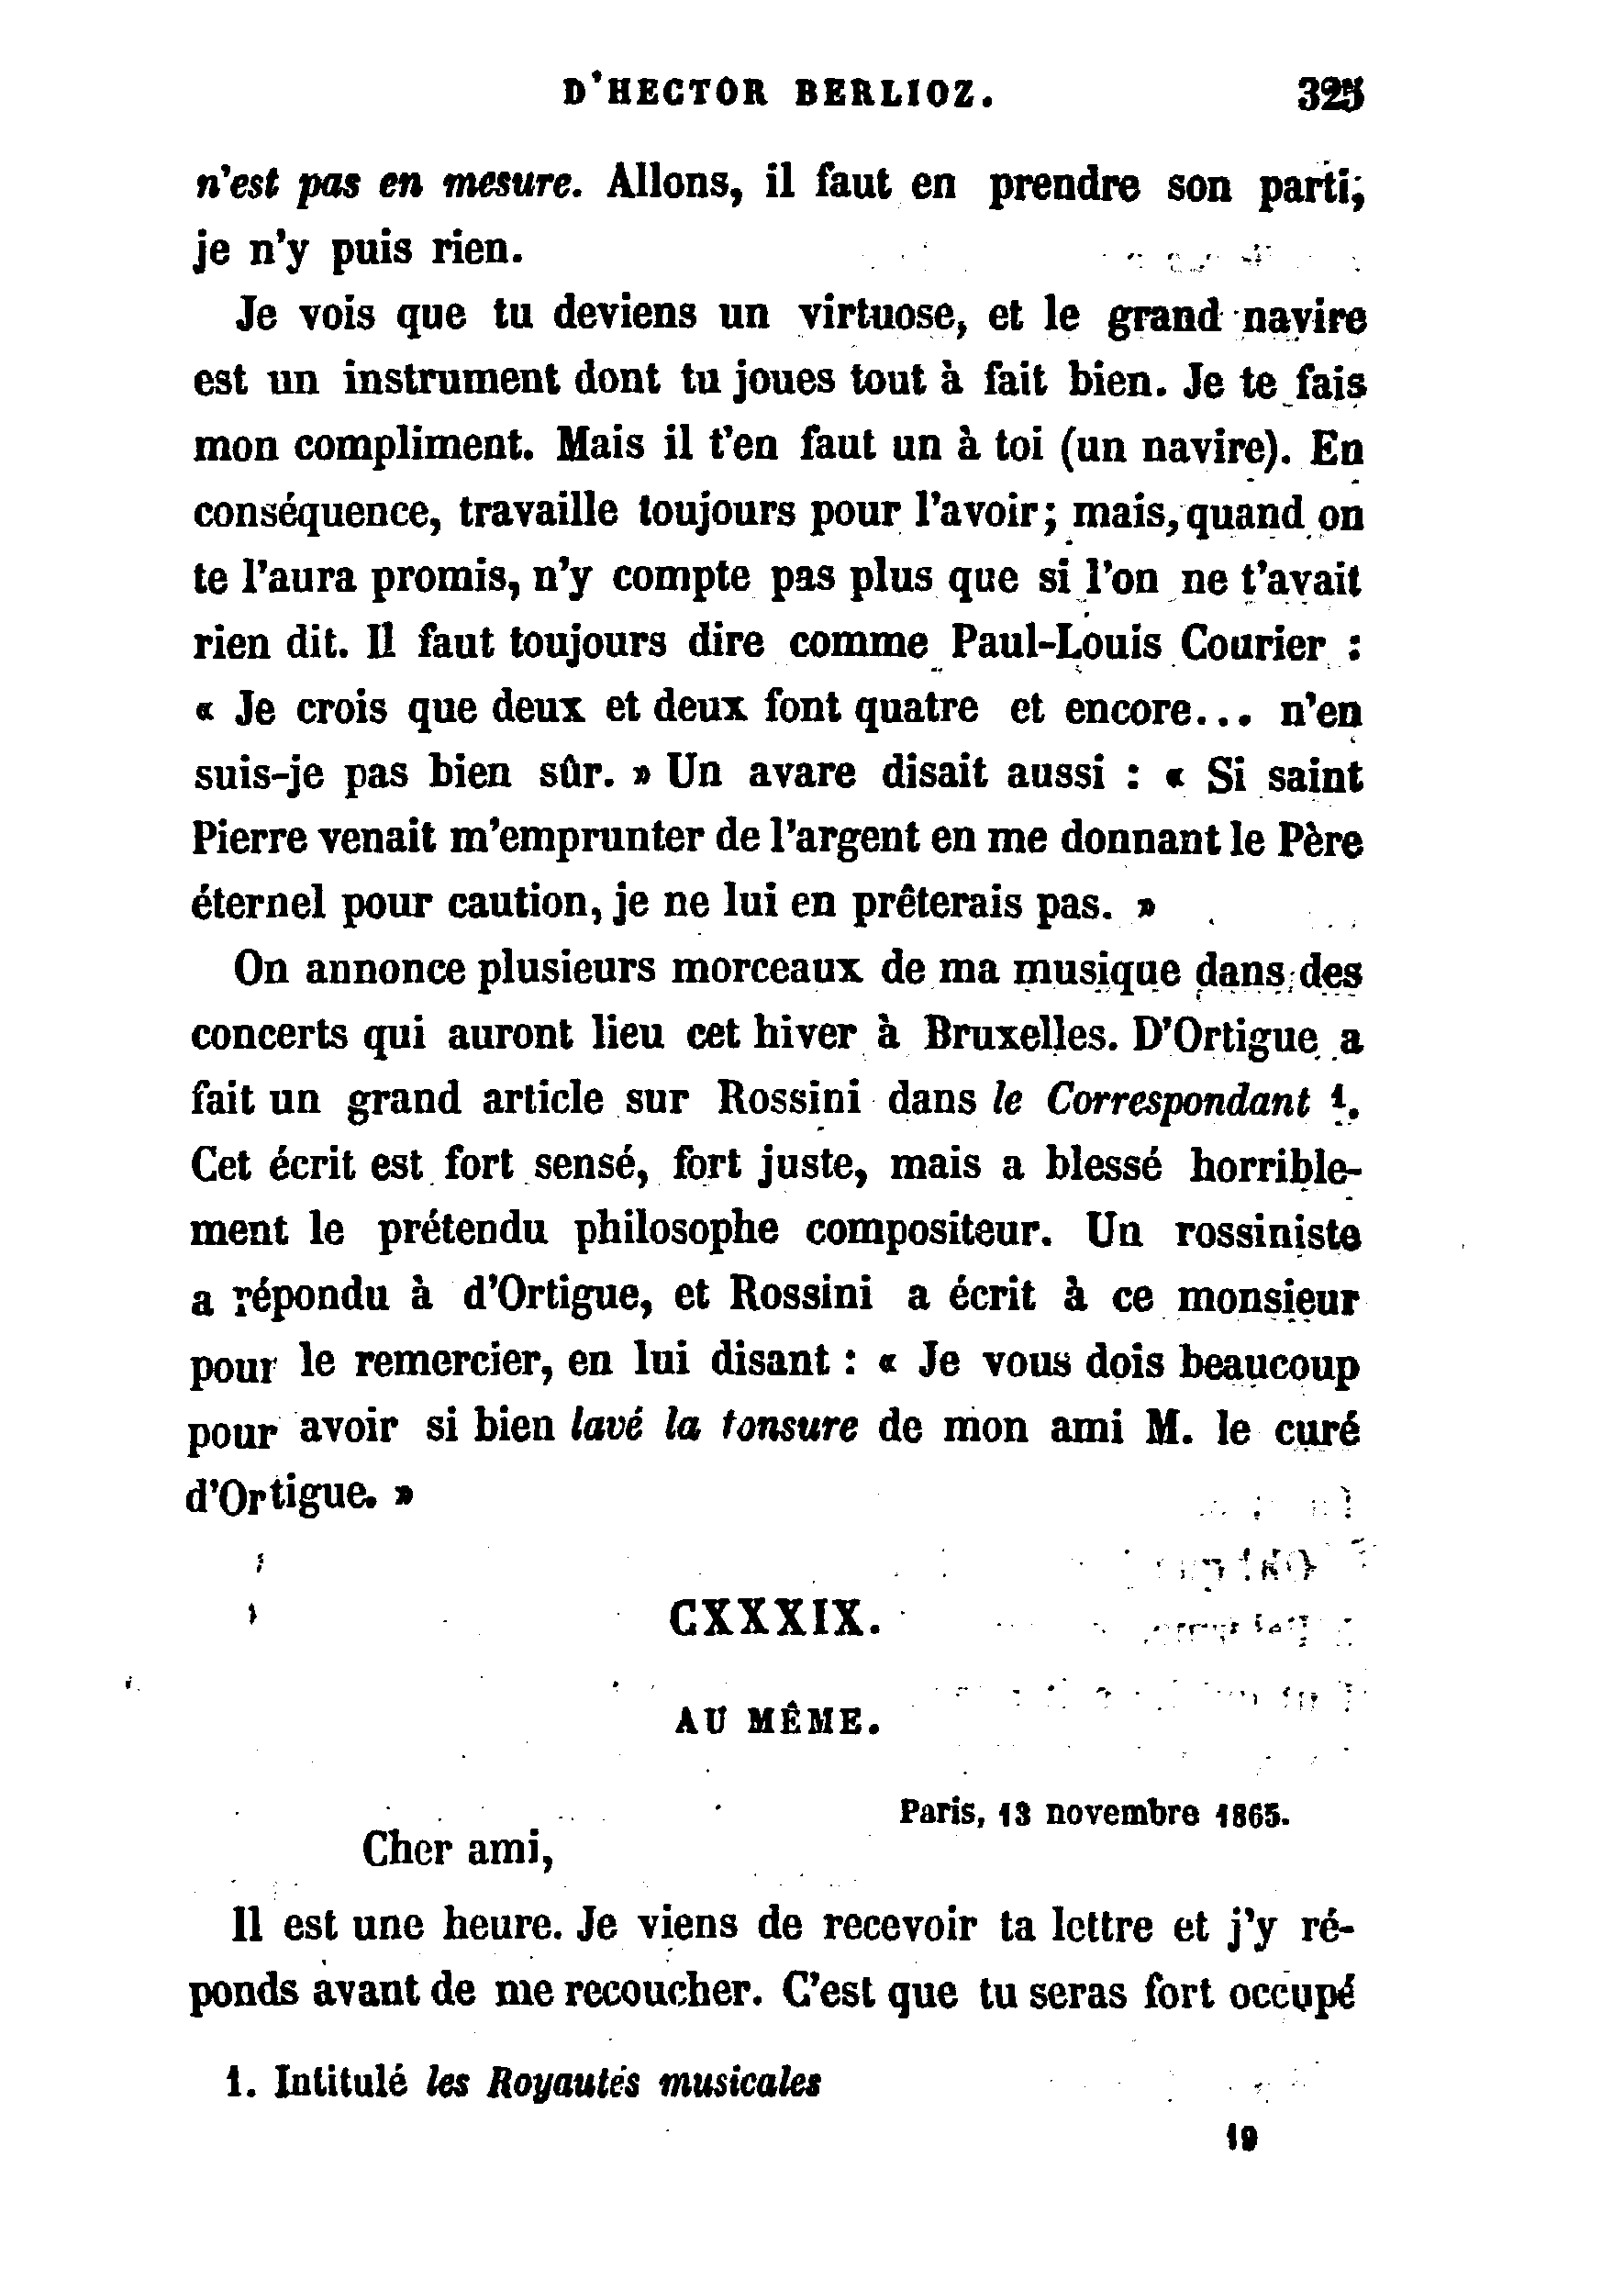 D'HECTOR BERLIOZ. 325
n'est pas en mesure. Allons, il faut en prendre son parti;
je n'y puis rien.
Je vois que tu deviens un virtuose, et le grand navire
est un instrument dont tu joues tout à fait bien. Je te fais
mon compliment. Mais il t'en faut un à toi (un navire). En
conséquence, travaille toujours pour l'avoir; mais, quand on
te l'aura promis, n'y compte pas plus que si l'on ne t'avait
rien dit. Il faut toujours dire comme Paul-Louis Courier :
« Je crois que deux et deux font quatre et encore... n'en
suis-je pas bien sûr. » Un avare disait aussi : « Si saint
Pierre venait m'emprunter de l'argent en me donnant le Père
éternel pour caution, je ne lui en prêterais pas. »
On annonce plusieurs morceaux de ma musique dans des
concerts qui auront lieu cet hiver à Bruxelles. D'Ortigue a
fait un grand article sur Rossini dans le Correspondant 1.
Cet écrit est fort sensé, fort juste, mais a blessé horrible-
ment le prétendu philosophe compositeur. Un rossiniste
a répondu à d'Ortigue, et Rossini a écrit à ce monsieur
pour le remercier, en lui disant : « Je vous dois beaucoup
pour avoir si bien lavé la tonsure de mon ami M. le curé
d'Ortigue. »
CXXXIX.
AU MÊME.
Paris, 13 novembre 1865.
Cher ami,
Il est une heure. Je viens de recevoir ta lettre et j'y ré-
ponds avant de me recoucher. C'est que tu seras fort occupé
1. Intitulé les Royautés musicales
19